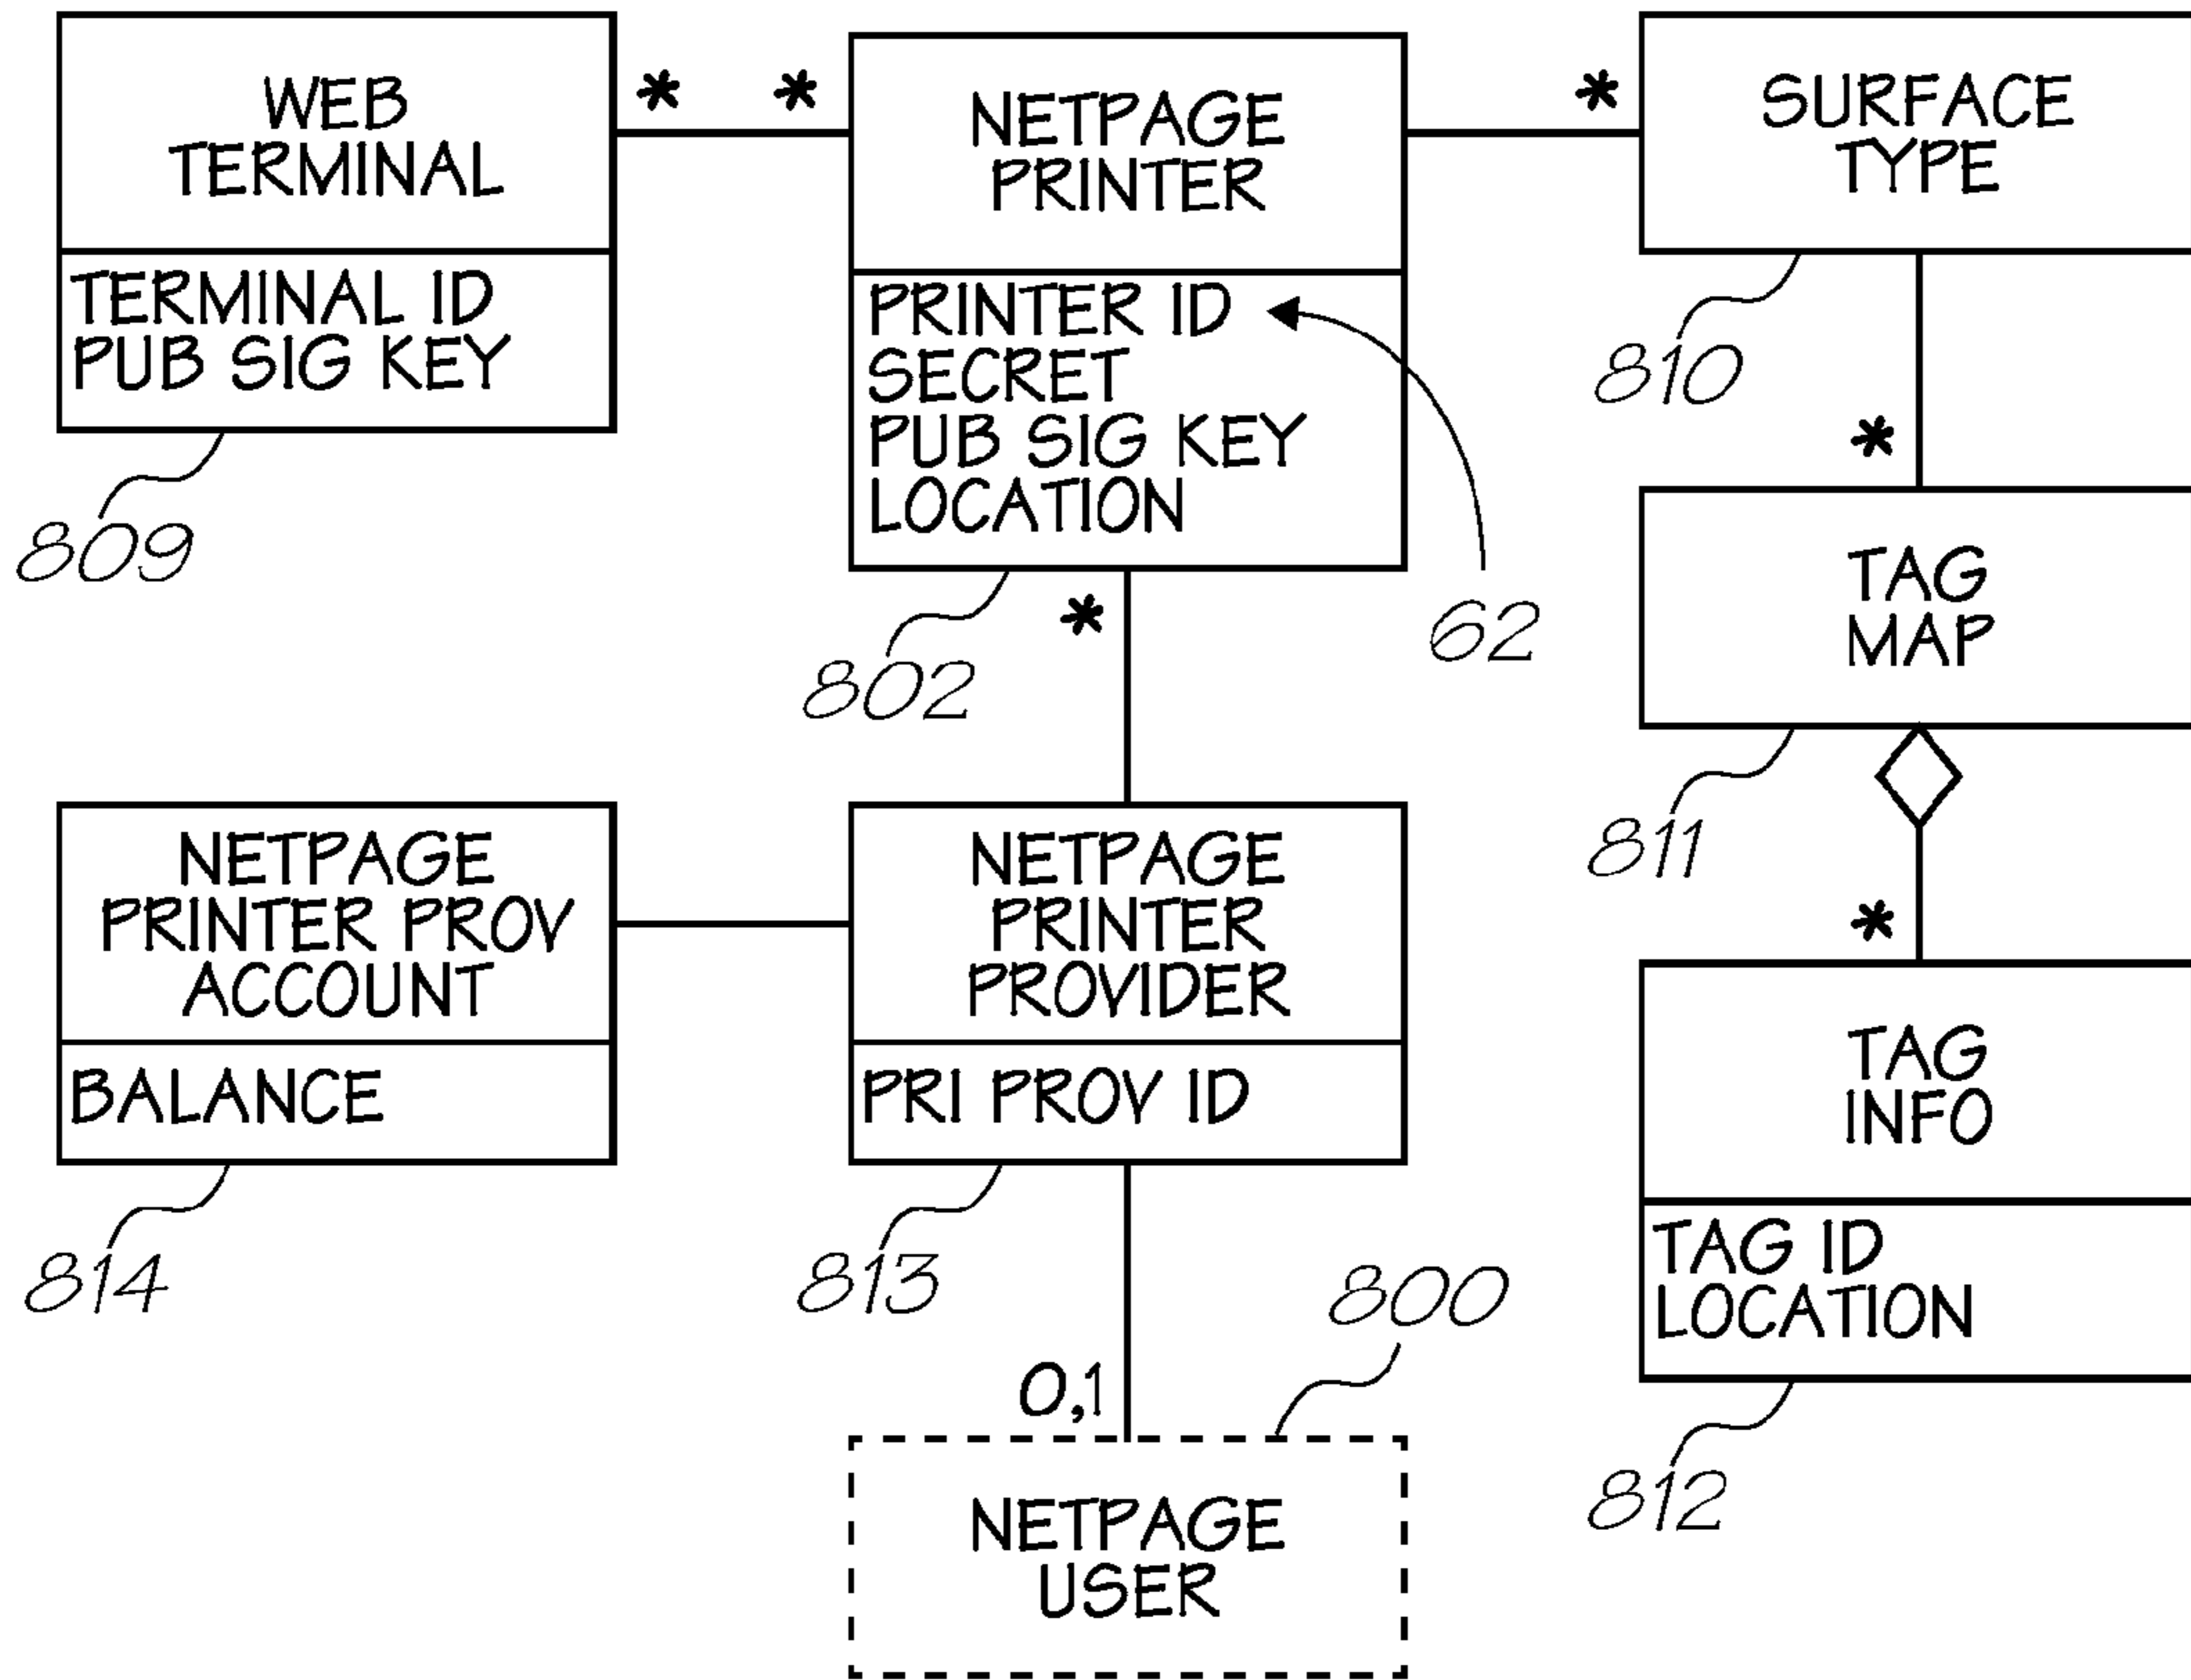 WEB
TERMINAL
TERMINAL ID
PUB SIG KEY
809
*
*
NETPAGE
PRINTER
PRINTER ID
SECRET
PUB SIG KEY
LOCATION
62
802
*
*
SURFACE
TYPE
810
*
TAG
MAP
811
*
TAG
INFO
TAG ID
LOCATION
812
NETPAGE
PRINTER PROV
ACCOUNT
BALANCE
814
NETPAGE
PRINTER
PROVIDER
PRI PROV ID
813
800
0,1
NETPAGE
USER